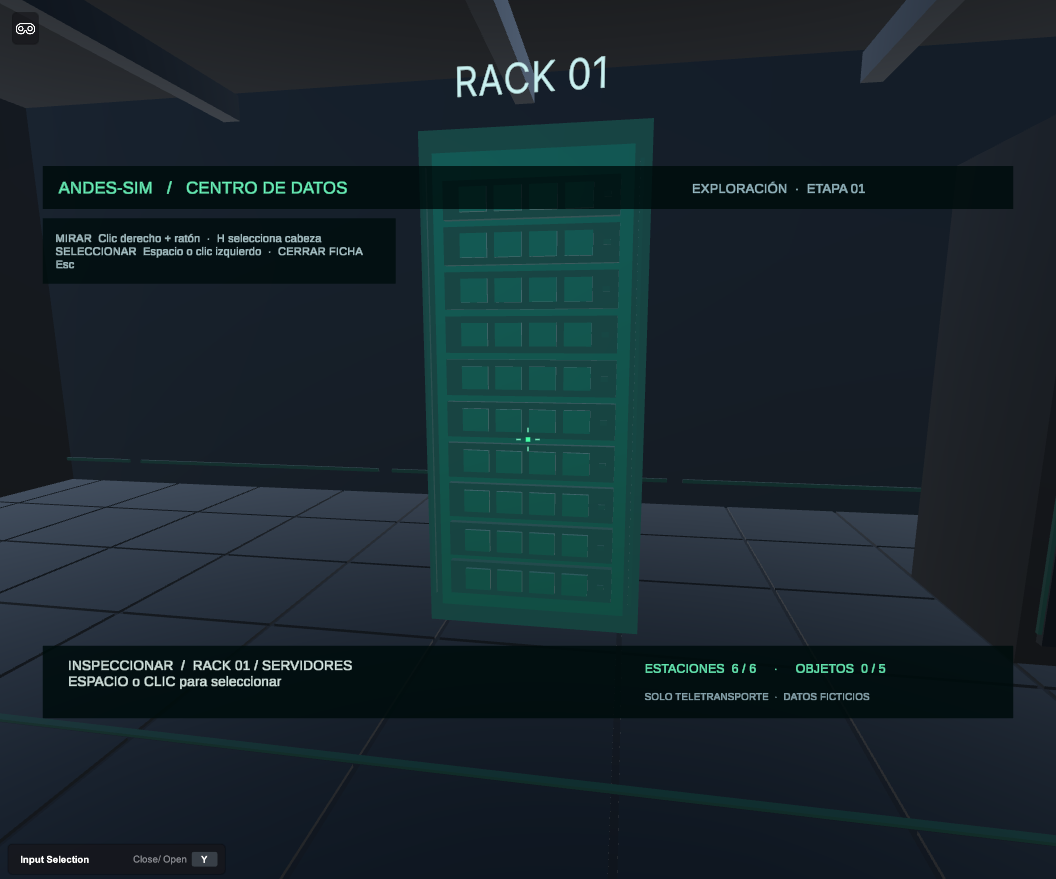 RACK 01
ANDES-SIM / CENTRO DE DATOS
EXPLORACIÓN · ETAPA 01
MIRAR Clic derecho + ratón · H selecciona cabeza
SELECCIONAR Espacio o clic izquierdo · CERRAR FICHA
Esc
INSPECCIONAR / RACK 01 / SERVIDORES
ESPACIO o CLIC para seleccionar
ESTACIONES 6 / 6 · OBJETOS 0 / 5
SOLO TELETRANSPORTE · DATOS FICTICIOS
Input Selection Close/ Open Y